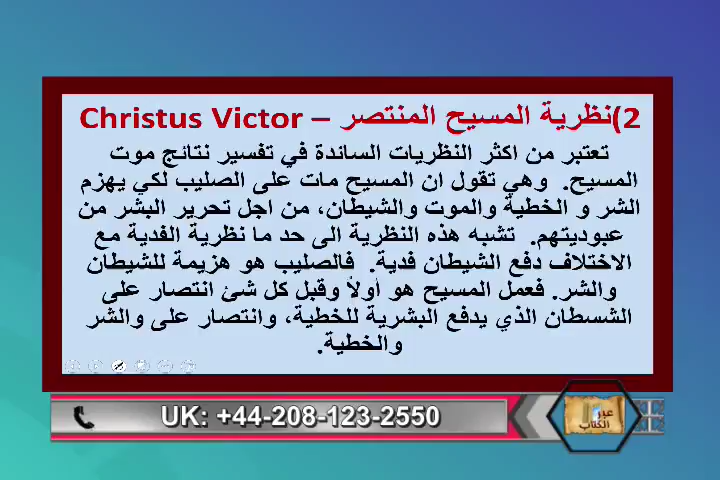 2)نظرية المسيح المنتصر – Christus Victor
تعتبر من اكثر النظريات السائدة في تفسير نتائج موت
المسيح. وهي تقول ان المسيح مات على الصليب لكي يهزم
الشر و الخطية والموت والشيطان، من اجل تحرير البشر من
عبوديتهم. تشبه هذه النظرية الى حد ما نظرية الفدية مع
الاختلاف دفع الشيطان فدية. فالصليب هو هزيمة للشيطان
والشر. فعمل المسيح هو أولاً وقبل كل شئ انتصار على
الشسطان الذي يدفع البشرية للخطية، وانتصار على والشر
والخطية.
UK: +44-208-123-2550
عبر
الكتاب